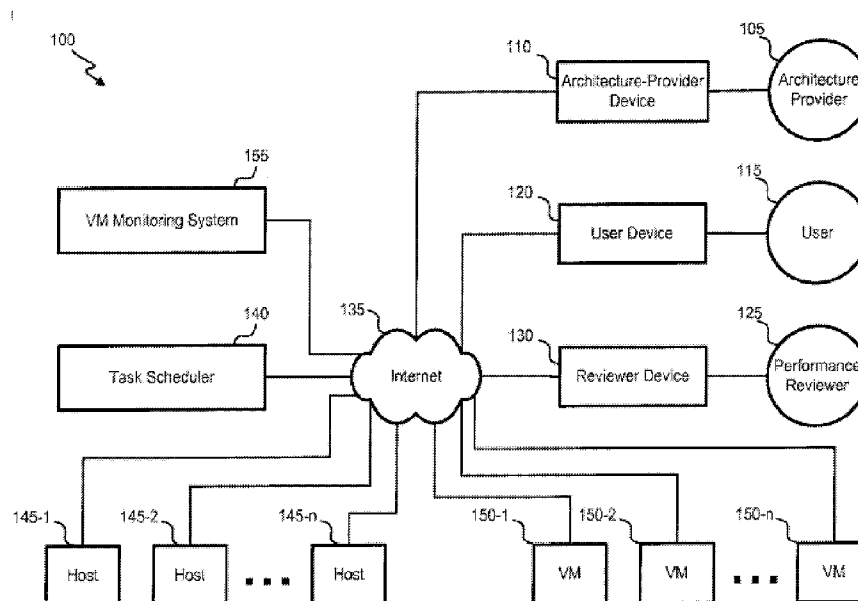 100
110
105
Architecture-Provider
Device
Architecture
Provider
155
VM Monitoring System
120
115
User Device
User
140
135
130
125
Task Scheduler
Internet
Reviewer Device
Performance
Reviewer
145-1
145-2
145-n
150-1
150-2
150-n
Host
Host
Host
VM
VM
VM